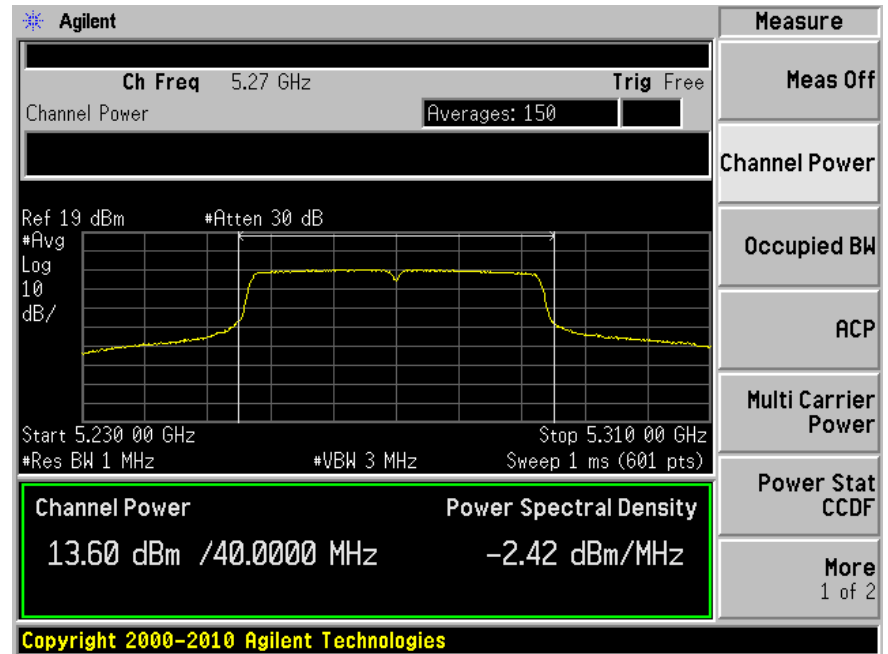 Agilent
Measure
Ch Freq 5.27 GHz Trig Free
Channel Power Averages: 150
Ref 19 dBm #Atten 30 dB
#Avg
Log
10
dB/
Start 5.230 00 GHz Stop 5.310 00 GHz
#Res BW 1 MHz #VBW 3 MHz Sweep 1 ms (601 pts)
Channel Power Power Spectral Density
13.60 dBm /40.0000 MHz -2.42 dBm/MHz
Meas Off
Channel Power
Occupied BW
ACP
Multi Carrier
Power
Power Stat
CCDF
More
1 of 2
Copyright 2000-2010 Agilent Technologies